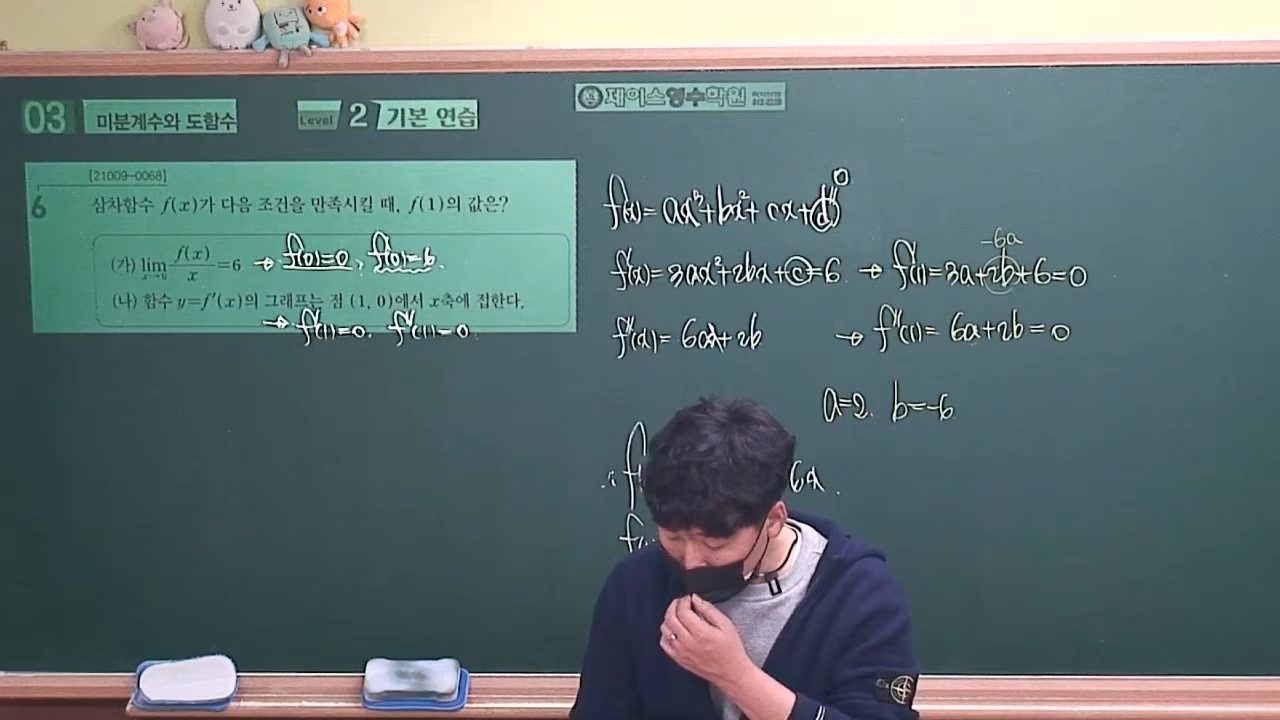 03 미분계수와 도함수
Level 2 기본 연습
제이스영수학원
[21009-0068]
6 삼차함수 f(x)가 다음 조건을 만족시킬 때, f(1)의 값은?
(가) lim x→0 f(x)/x = 6 → f(0)=0, f'(0)=6.
(나) 함수 y=f'(x)의 그래프는 점 (1, 0)에서 x축에 접한다.
→ f'(1)=0. f''(1)=0.
f(x)=ax³+bx²+cx+d 0
f'(x)=3ax²+2bx+c=6 → f'(1)=3a+2b+6=0
-6a
f''(x)=6ax+2b → f''(1)=6a+2b=0
a=2. b=-6
∴ f 6x.